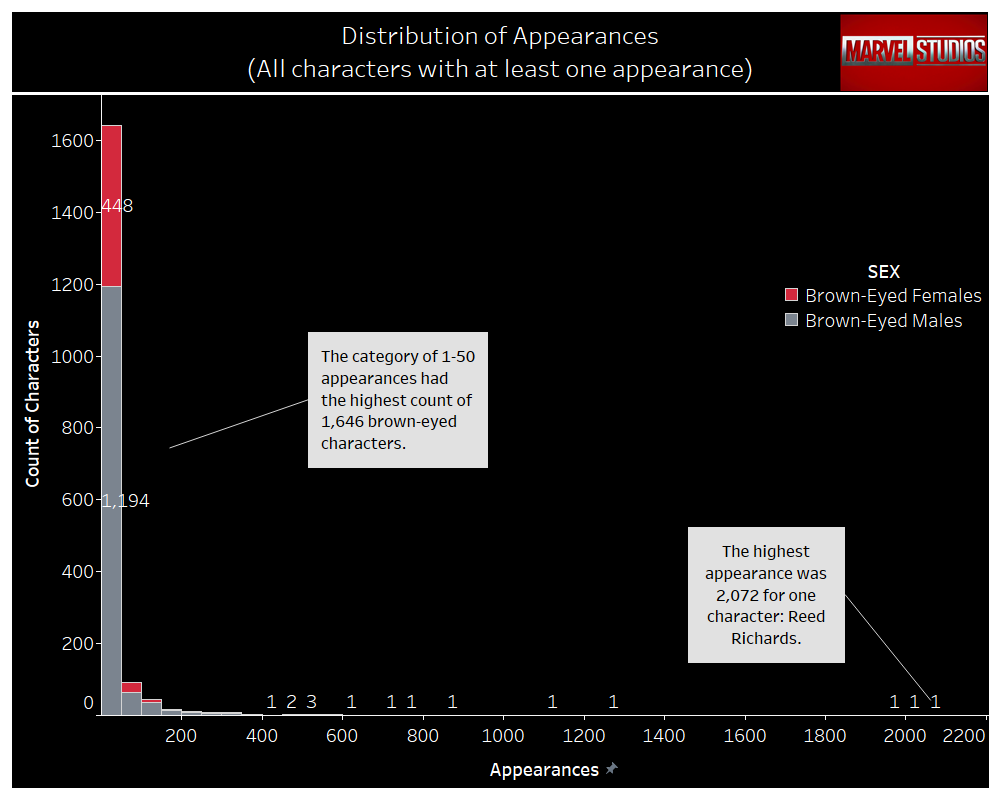 Distribution of Appearances
(All characters with at least one appearance)
MARVEL STUDIOS
1600
1400
1200
1000
800
600
400
200
0
Count of Characters
448
1,194
The category of 1-50
appearances had
the highest count of
1,646 brown-eyed
characters.
SEX
Brown-Eyed Females
Brown-Eyed Males
The highest
appearance was
2,072 for one
character: Reed
Richards.
1 2 3 1 1 1 1 1 1 1 1 1
200 400 600 800 1000 1200 1400 1600 1800 2000 2200
Appearances